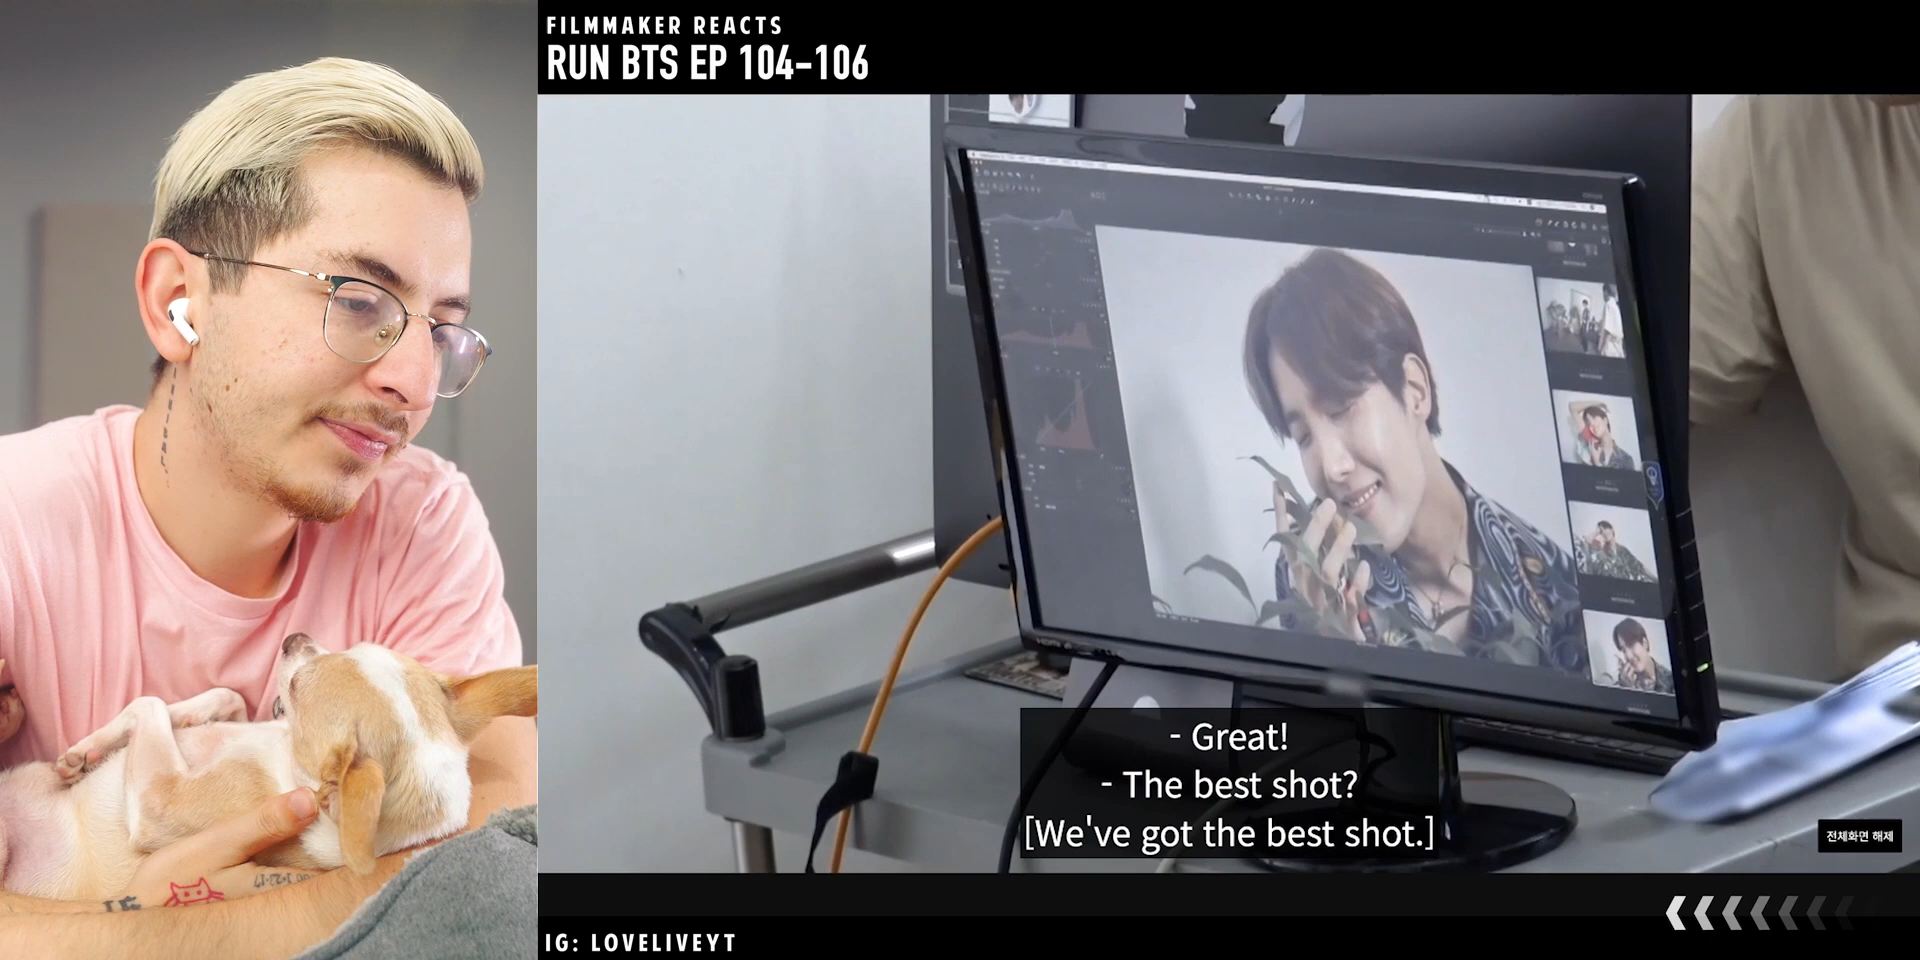 FILMMAKER REACTS
RUN BTS EP 104-106
- Great!
- The best shot?
[We've got the best shot.]
전체화면 해제
IG: LOVELIVEYT